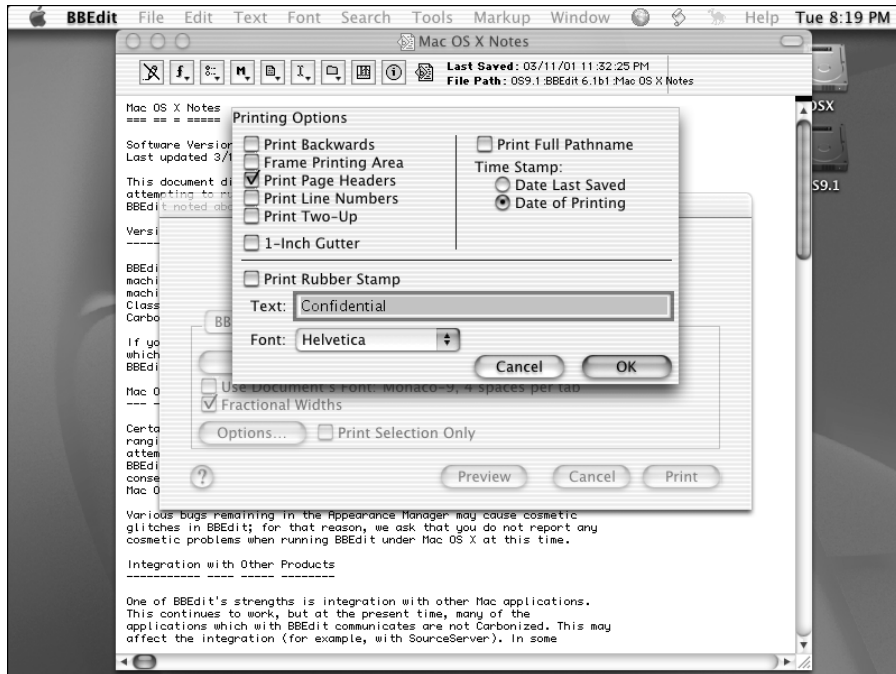 BBEdit File Edit Text Font Search Tools Markup Window Help Tue 8:19 PM
Mac OS X Notes
Last Saved: 03/11/01 11:32:25 PM
File Path: OS9.1:BBEdit 6.1b1:Mac OS X Notes
OSX
OS9.1
Mac OS X Notes
=== == = =====
Software Version
Last updated 3/1
This document di
attempting to ru
BBEdit noted abo
Versi
-----
BBEdi
machi
machi
Class
Carbo
If yo
which
BBEdi
Mac O
--- -
Certa
rangi
attem
BBEdi
conse
Mac O
Printing Options
Print Backwards
Frame Printing Area
Print Page Headers
Print Line Numbers
Print Two-Up
1-Inch Gutter
Print Full Pathname
Time Stamp:
Date Last Saved
Date of Printing
Print Rubber Stamp
Text: Confidential
Font: Helvetica
Cancel OK
BB
Use Document's Font: Monaco-9, 4 spaces per tab
Fractional Widths
Options... Print Selection Only
? Preview Cancel Print
Various bugs remaining in the Appearance Manager may cause cosmetic
glitches in BBEdit; for that reason, we ask that you do not report any
cosmetic problems when running BBEdit under Mac OS X at this time.
Integration with Other Products
----------- ---- ----- --------
One of BBEdit's strengths is integration with other Mac applications.
This continues to work, but at the present time, many of the
applications which with BBEdit communicates are not Carbonized. This may
affect the integration (for example, with SourceServer). In some